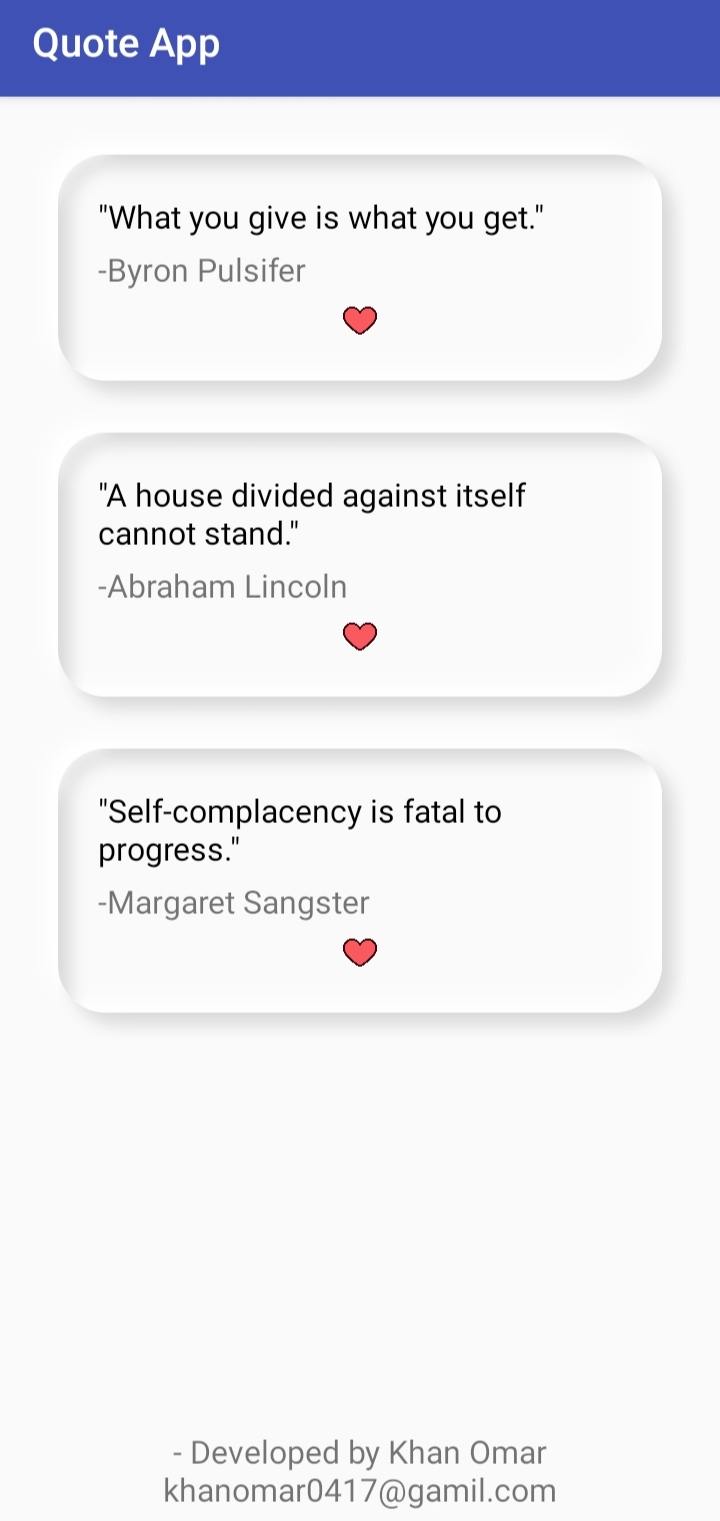 Quote App
"What you give is what you get."
-Byron Pulsifer
"A house divided against itself
cannot stand."
-Abraham Lincoln
"Self-complacency is fatal to
progress."
-Margaret Sangster
- Developed by Khan Omar
khanomar0417@gamil.com